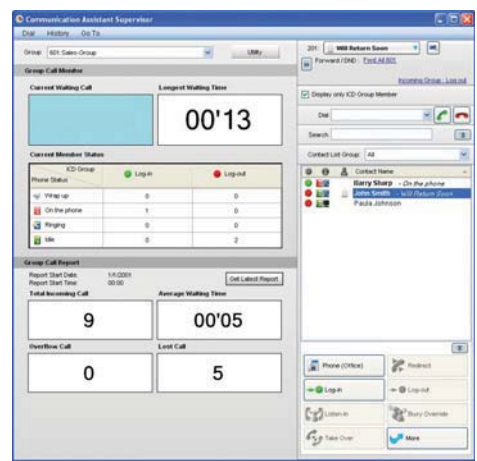 Communication Assistant Supervisor
Dial History Go To
Group 601: Sales-Group Utility
Group Call Monitor
Current Waiting Call Longest Waiting Time
00'13
Current Member Status
ICD Group
Phone Status Log-in Log-out
Wrap up 0 0
On the phone 1 0
Ringing 0 0
Idle 0 2
Group Call Report
Report Start Date: 1/1/2001
Report Start Time: 00:00 Get Latest Report
Total Incoming Call Average Waiting Time
9 00'05
Overflow Call Lost Call
0 5
201: Will Return Soon
Forward / DND : Fwd All 801
Incoming Group : Log out
Display only ICD Group Member
Dial
Search
Contact List Group: All
Contact Name
Barry Sharp - On the phone
John Smith - Will Return Soon
Paula Johnson
Phone (Office) Redirect
Log-in Log-out
Listen In Busy Override
Take Over More